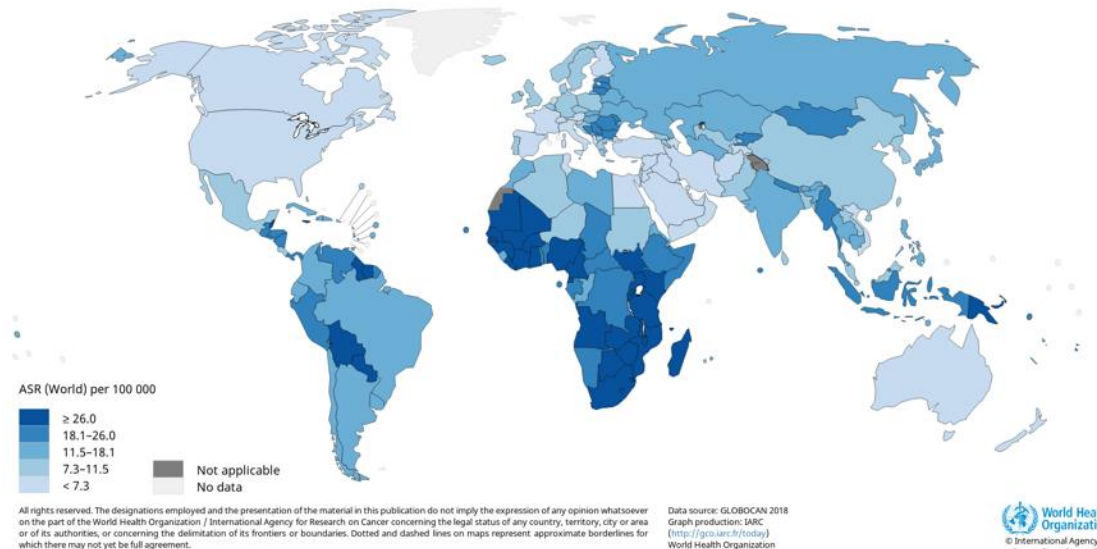 ASR (World) per 100 000
≥ 26.0
18.1–26.0
11.5–18.1
7.3–11.5
< 7.3
Not applicable
No data
All rights reserved. The designations employed and the presentation of the material in this publication do not imply the expression of any opinion whatsoever
on the part of the World Health Organization / International Agency for Research on Cancer concerning the legal status of any country, territory, city or area
or of its authorities, or concerning the delimitation of its frontiers or boundaries. Dotted and dashed lines on maps represent approximate borderlines for
which there may not yet be full agreement.
Data source: GLOBOCAN 2018
Graph production: IARC
(http://gco.iarc.fr/today)
World Health Organization
World Hea
Organizatio
© International Agency